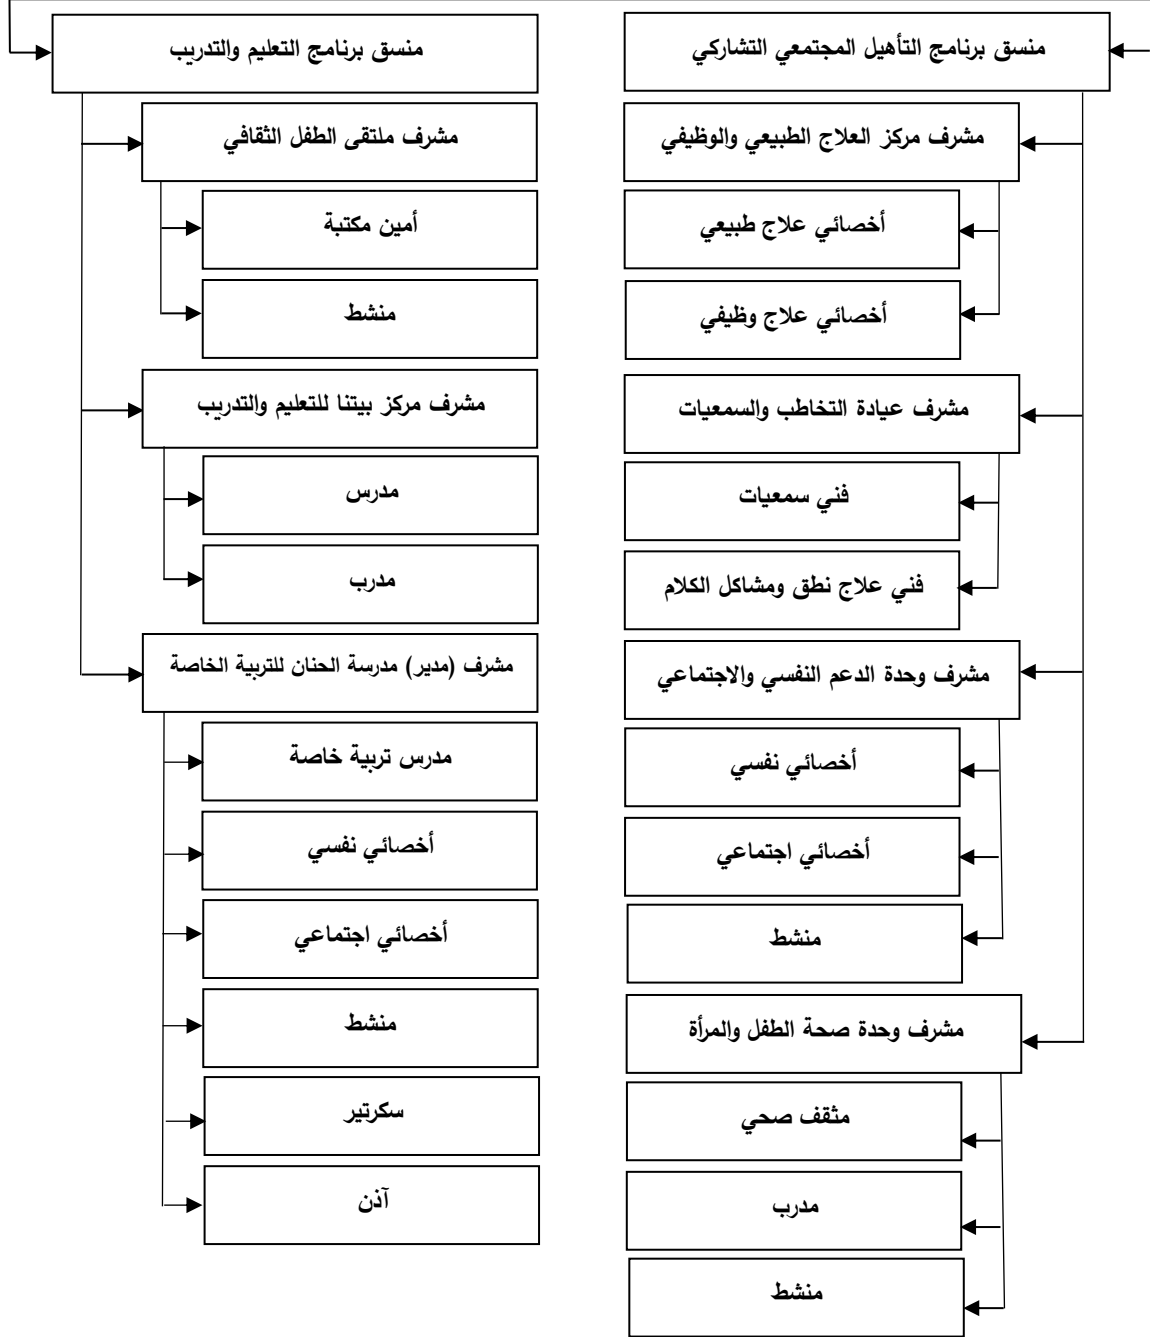 منسق برنامج التأهيل المجتمعي التشاركي
مشرف مركز العلاج الطبيعي والوظيفي
أخصائي علاج طبيعي
أخصائي علاج وظيفي
مشرف عيادة التخاطب والسمعيات
فني سمعيات
فني علاج نطق ومشاكل الكلام
مشرف وحدة الدعم النفسي والاجتماعي
أخصائي نفسي
أخصائي اجتماعي
منشط
مشرف وحدة صحة الطفل والمرأة
مثقف صحي
مدرب
منشط
منسق برنامج التعليم والتدريب
مشرف ملتقى الطفل الثقافي
أمين مكتبة
منشط
مشرف مركز بيتنا للتعليم والتدريب
مدرس
مدرب
مشرف (مدير) مدرسة الحنان للتربية الخاصة
مدرس تربية خاصة
أخصائي نفسي
أخصائي اجتماعي
منشط
سكرتير
آذن